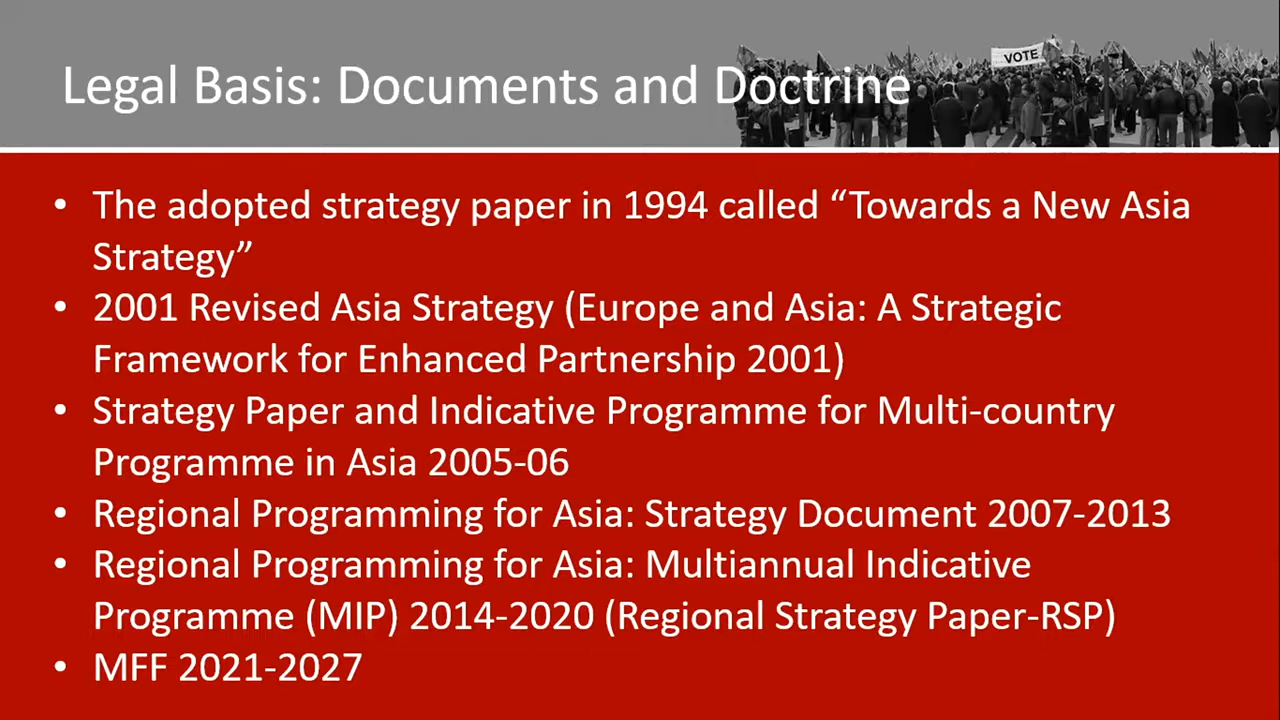 Legal Basis: Documents and Doctrine
VOTE
• The adopted strategy paper in 1994 called “Towards a New Asia
Strategy”
• 2001 Revised Asia Strategy (Europe and Asia: A Strategic
Framework for Enhanced Partnership 2001)
• Strategy Paper and Indicative Programme for Multi-country
Programme in Asia 2005-06
• Regional Programming for Asia: Strategy Document 2007-2013
• Regional Programming for Asia: Multiannual Indicative
Programme (MIP) 2014-2020 (Regional Strategy Paper-RSP)
• MFF 2021-2027